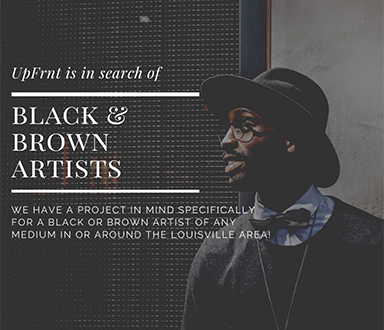 UpFrnt is in search of
BLACK &
BROWN
ARTISTS
WE HAVE A PROJECT IN MIND SPECIFICALLY
FOR A BLACK OR BROWN ARTIST OF ANY
MEDIUM IN OR AROUND THE LOUISVILLE AREA!